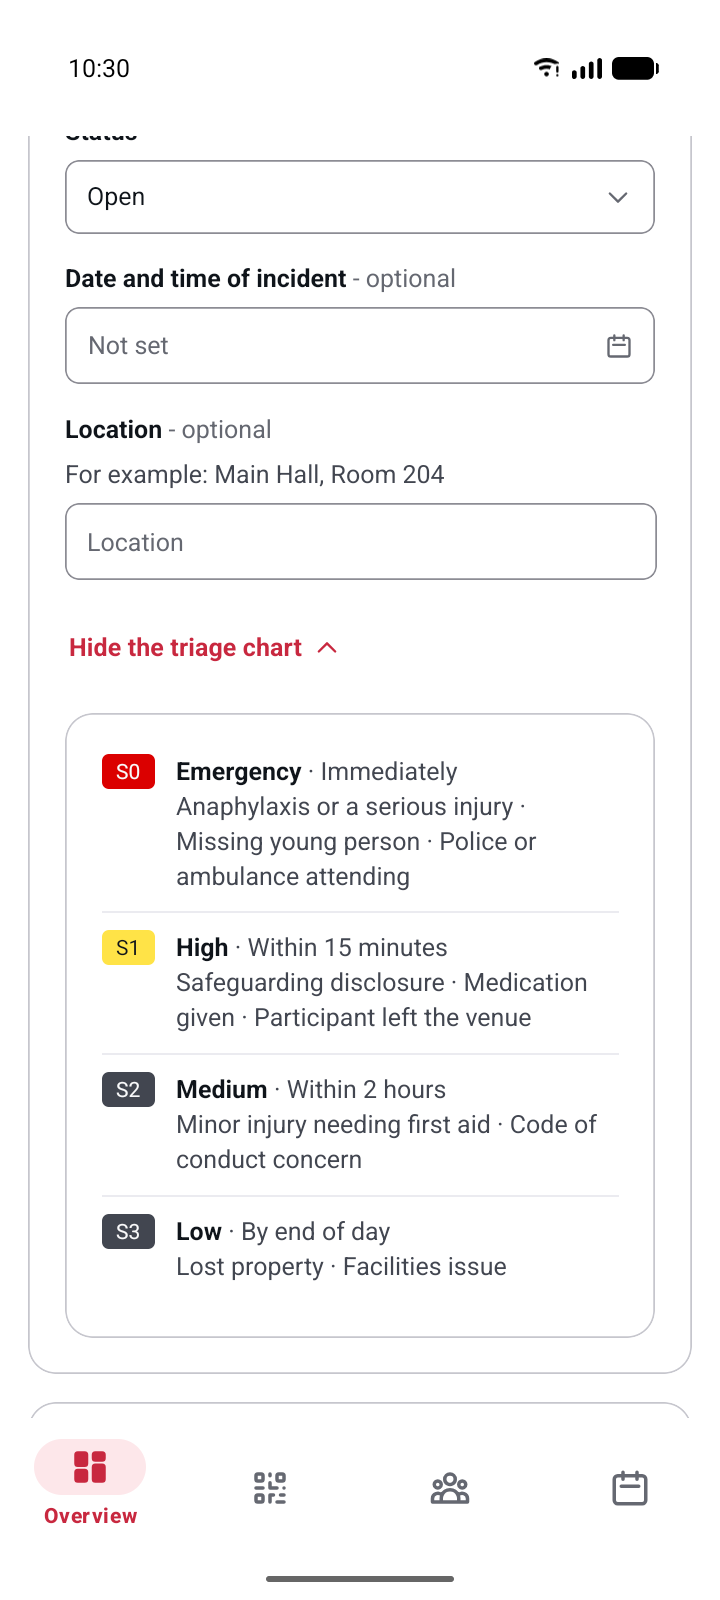 10:30
Status
Open
Date and time of incident - optional
Not set
Location - optional
For example: Main Hall, Room 204
Location
Hide the triage chart
S0 Emergency · Immediately
Anaphylaxis or a serious injury ·
Missing young person · Police or
ambulance attending
S1 High · Within 15 minutes
Safeguarding disclosure · Medication
given · Participant left the venue
S2 Medium · Within 2 hours
Minor injury needing first aid · Code of
conduct concern
S3 Low · By end of day
Lost property · Facilities issue
Overview